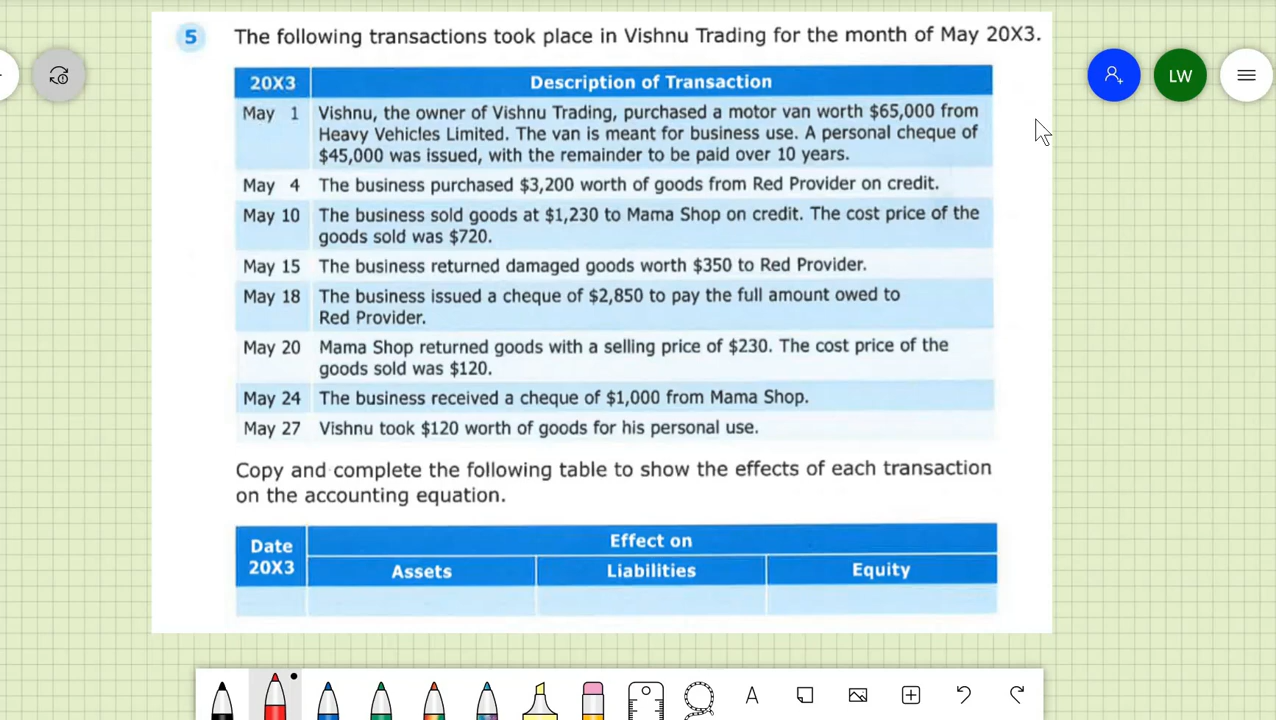 5 The following transactions took place in Vishnu Trading for the month of May 20X3.
20X3 Description of Transaction
May 1 Vishnu, the owner of Vishnu Trading, purchased a motor van worth $65,000 from
Heavy Vehicles Limited. The van is meant for business use. A personal cheque of
$45,000 was issued, with the remainder to be paid over 10 years.
May 4 The business purchased $3,200 worth of goods from Red Provider on credit.
May 10 The business sold goods at $1,230 to Mama Shop on credit. The cost price of the
goods sold was $720.
May 15 The business returned damaged goods worth $350 to Red Provider.
May 18 The business issued a cheque of $2,850 to pay the full amount owed to
Red Provider.
May 20 Mama Shop returned goods with a selling price of $230. The cost price of the
goods sold was $120.
May 24 The business received a cheque of $1,000 from Mama Shop.
May 27 Vishnu took $120 worth of goods for his personal use.
Copy and complete the following table to show the effects of each transaction
on the accounting equation.
Date
20X3
Effect on
Assets Liabilities Equity
LW
A